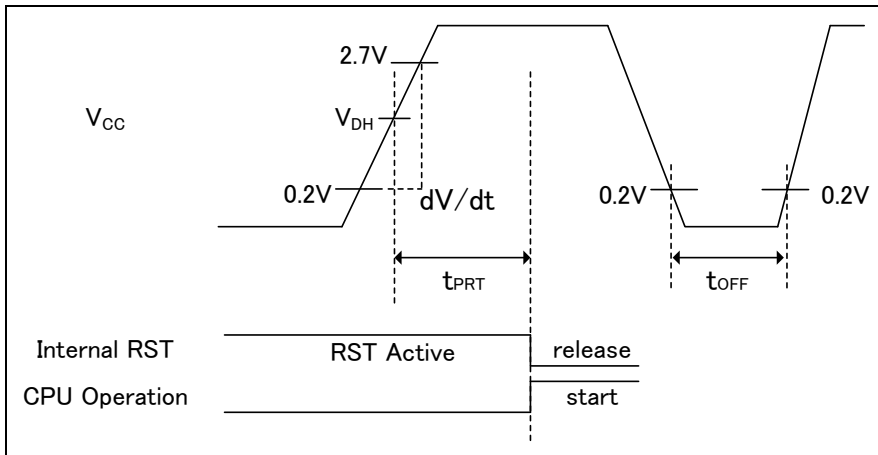 2.7V
VCC
VDH
0.2V
dV/dt
0.2V
0.2V
tPRT
tOFF
Internal RST
RST Active
release
CPU Operation
start